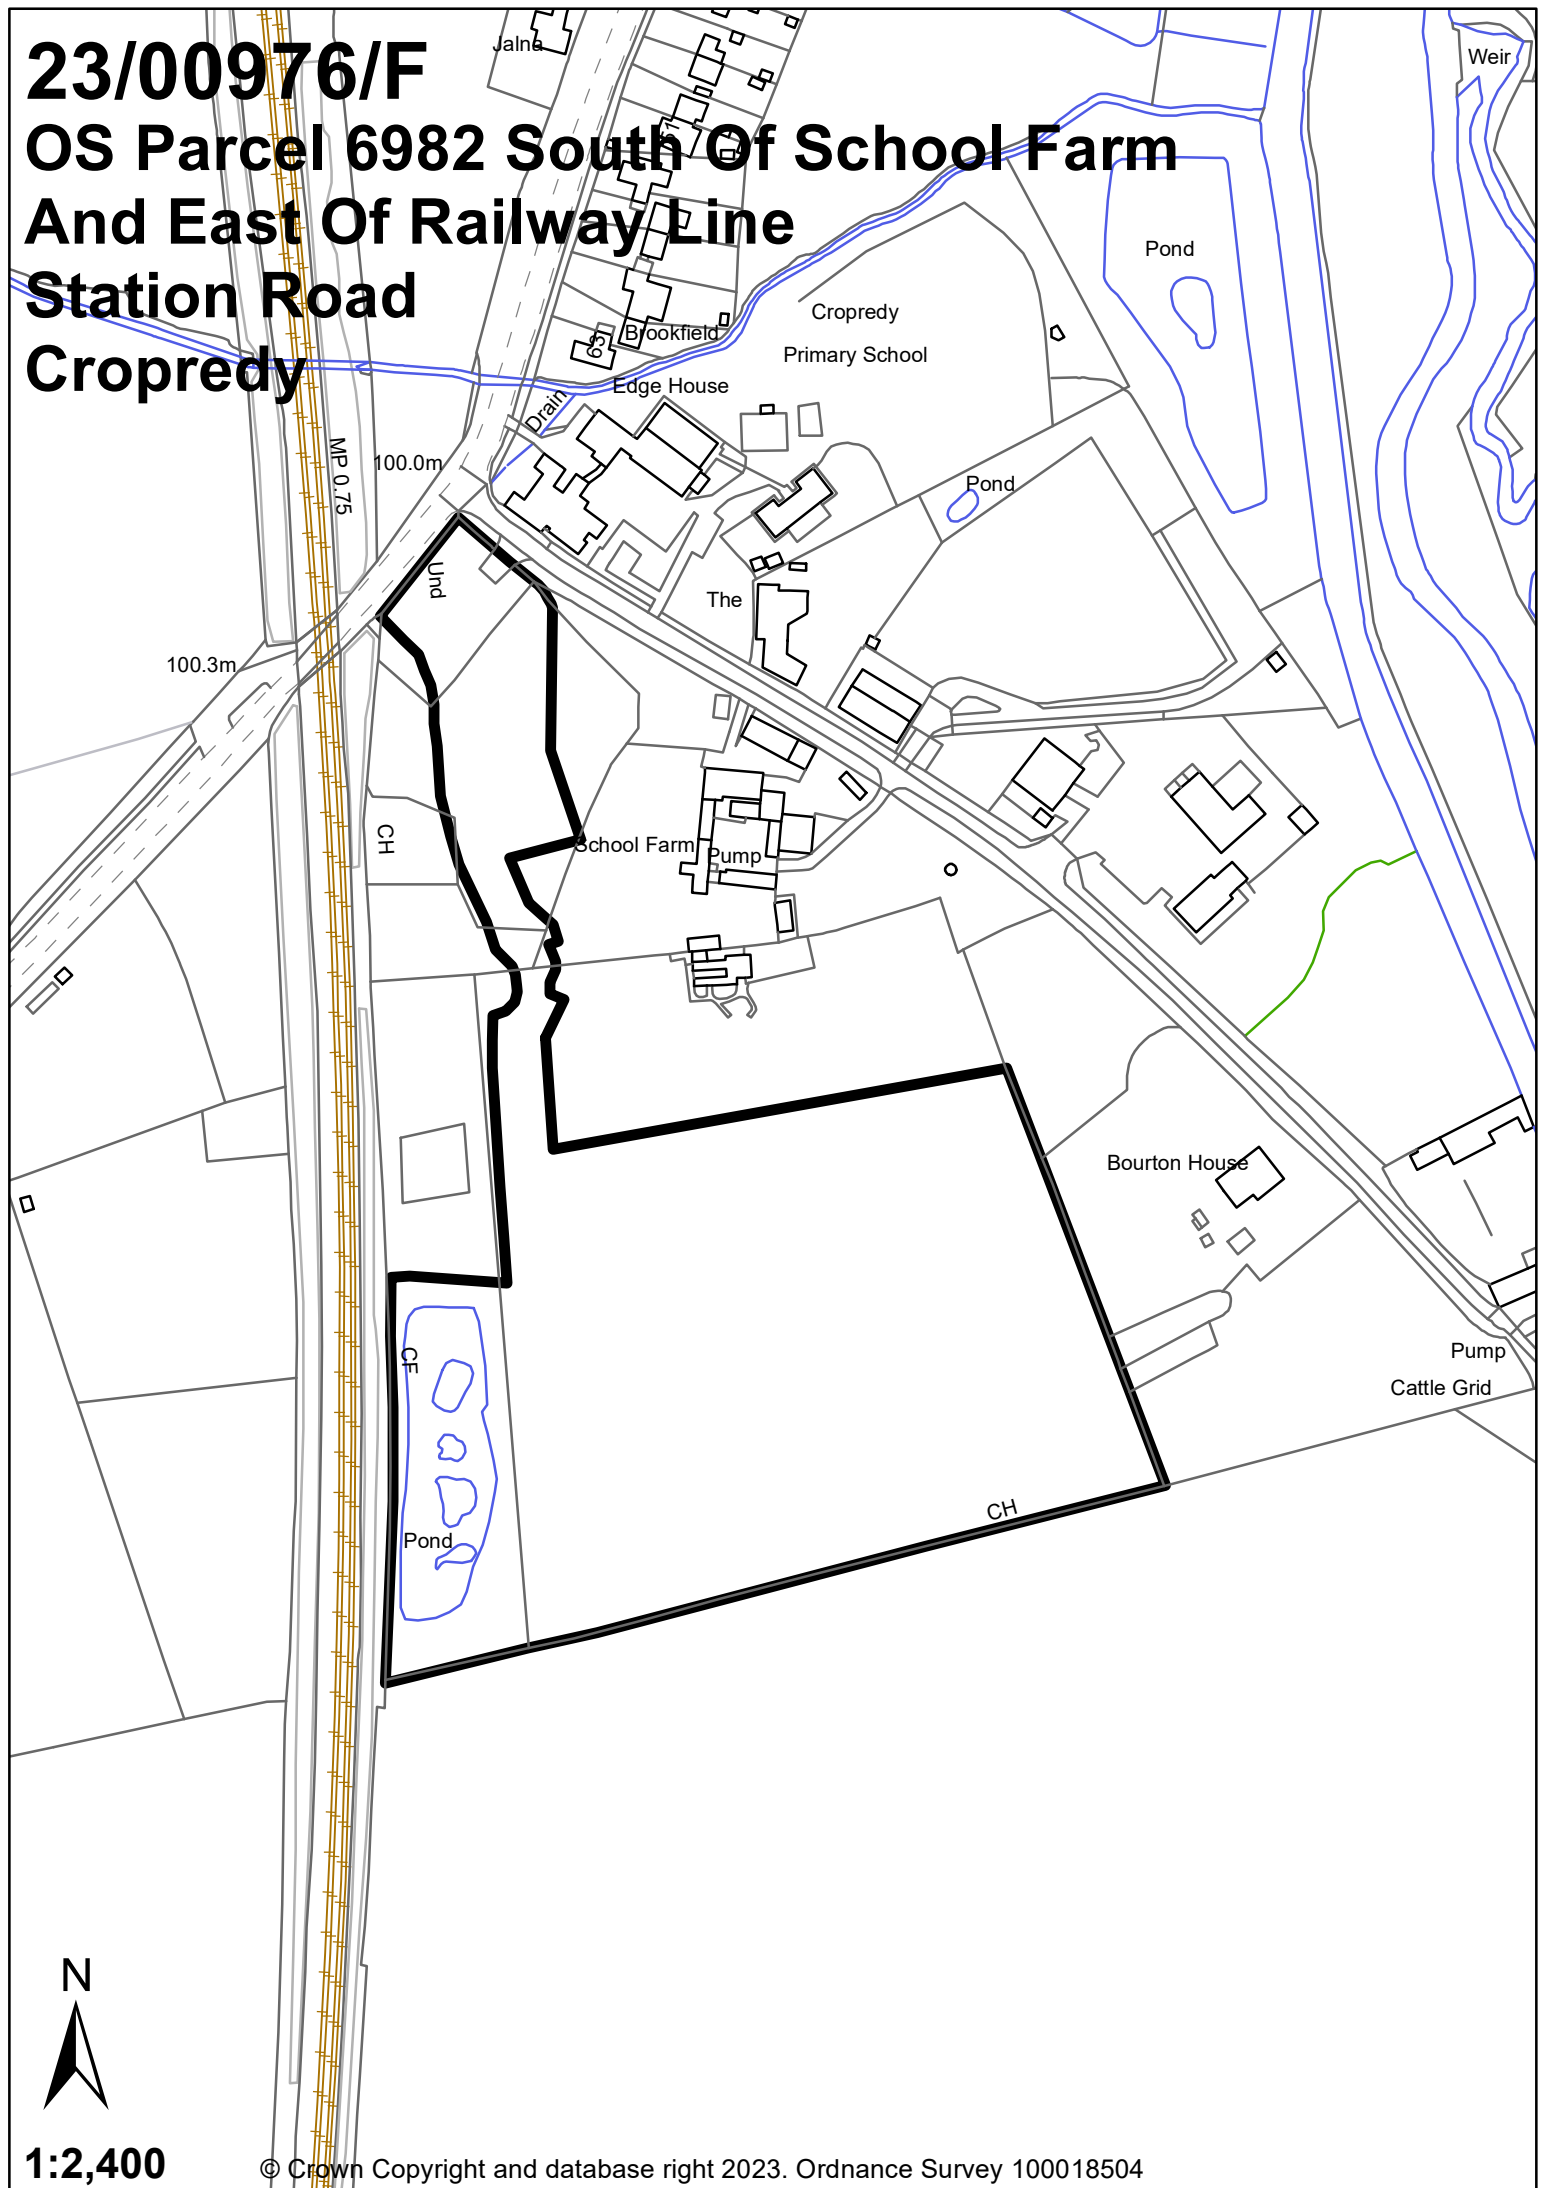 23/00976/F
OS Parcel 6982 South Of School Farm
And East Of Railway Line
Station Road
Cropredy
Jalna
Weir
51
Pond
Cropredy
Primary School
Brookfield
63
Edge House
Drain
MP 0.75
100.0m
Pond
Und
The
100.3m
CH
School Farm
Pump
Bourton House
CF
Pump
Cattle Grid
CH
Pond
N
1:2,400
© Crown Copyright and database right 2023. Ordnance Survey 100018504